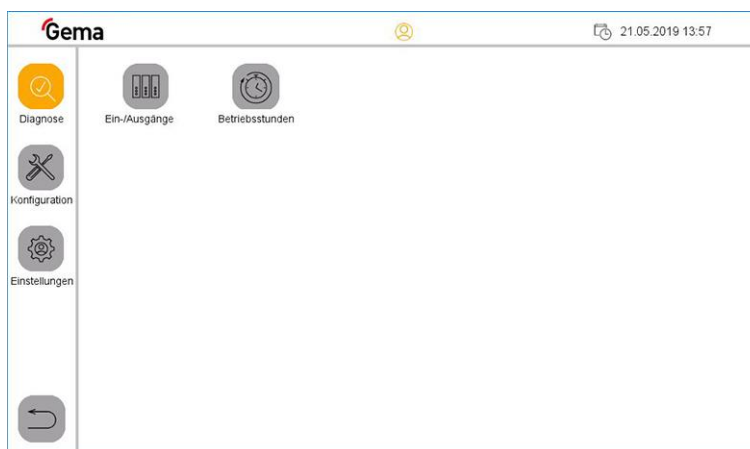 Gema
21.05.2019 13:57
Diagnose
Ein-/Ausgänge
Betriebsstunden
Konfiguration
Einstellungen